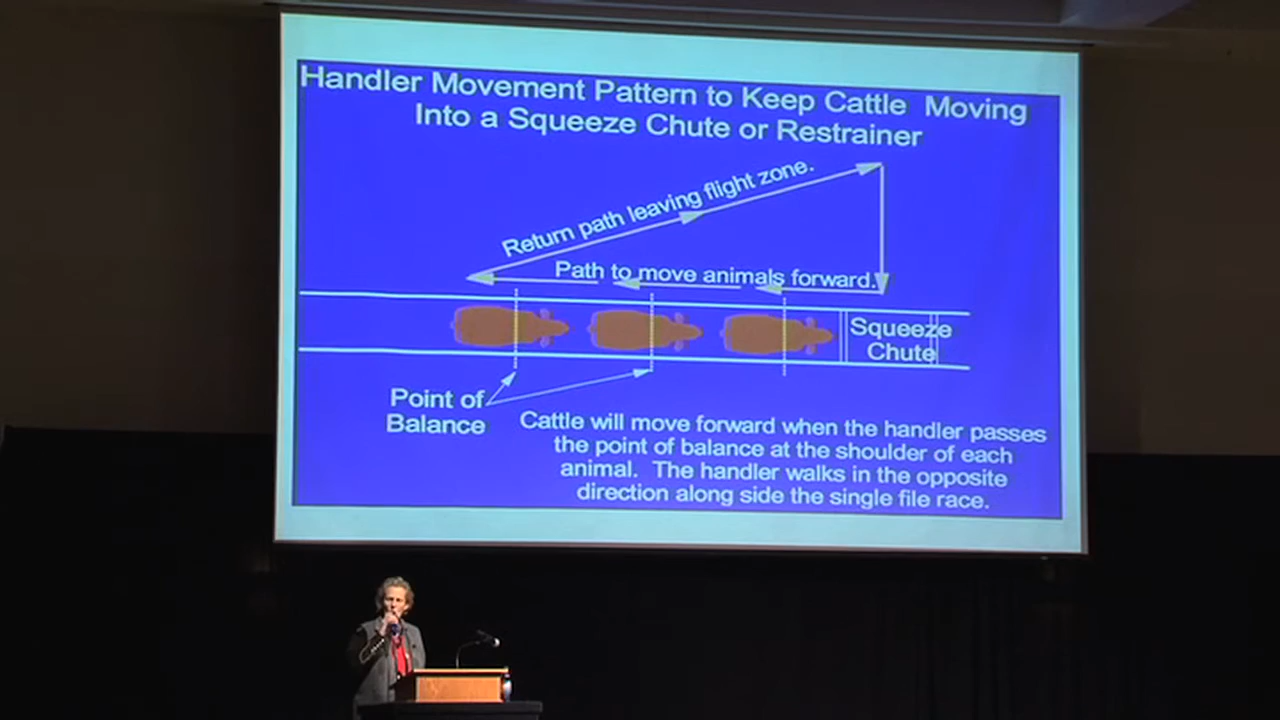 Handler Movement Pattern to Keep Cattle Moving
Into a Squeeze Chute or Restrainer
Return path leaving flight zone.
Path to move animals forward.
Squeeze
Chute
Point of
Balance
Cattle will move forward when the handler passes
the point of balance at the shoulder of each
animal. The handler walks in the opposite
direction along side the single file race.